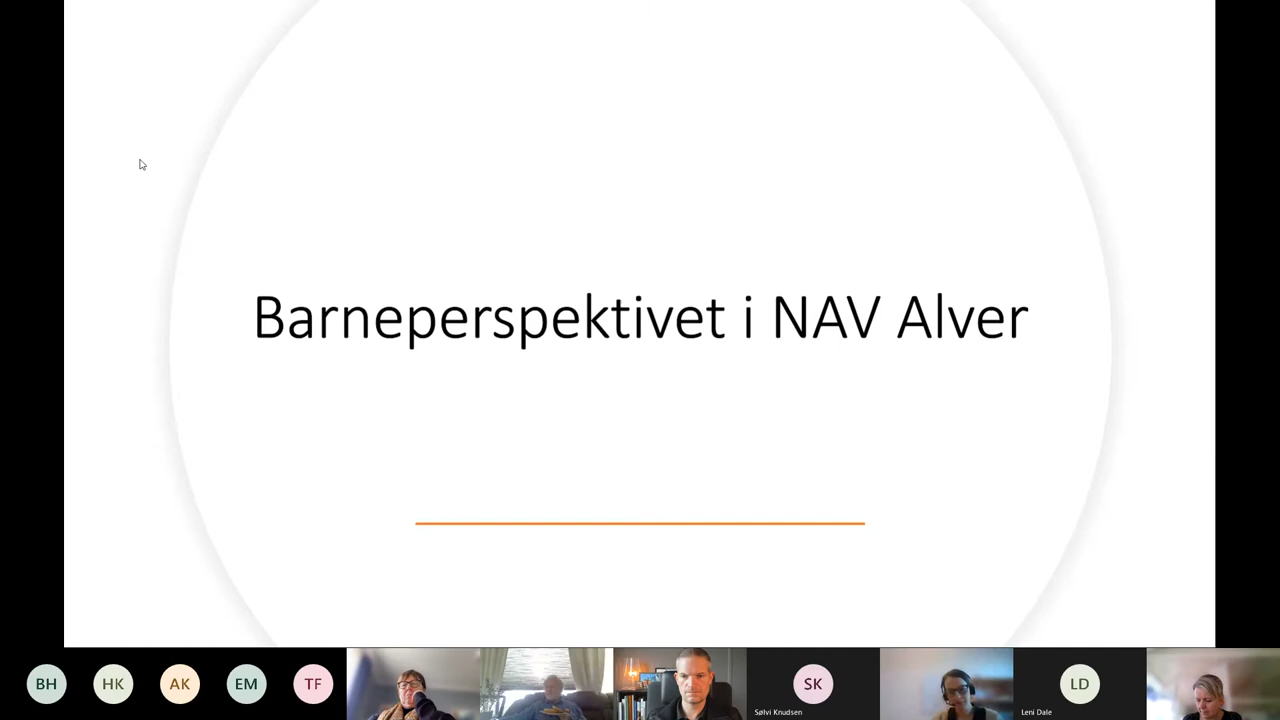 Barneperspektivet i NAV Alver
BH
HK
AK
EM
TF
SK
Sølvi Knudsen
LD
Leni Dale